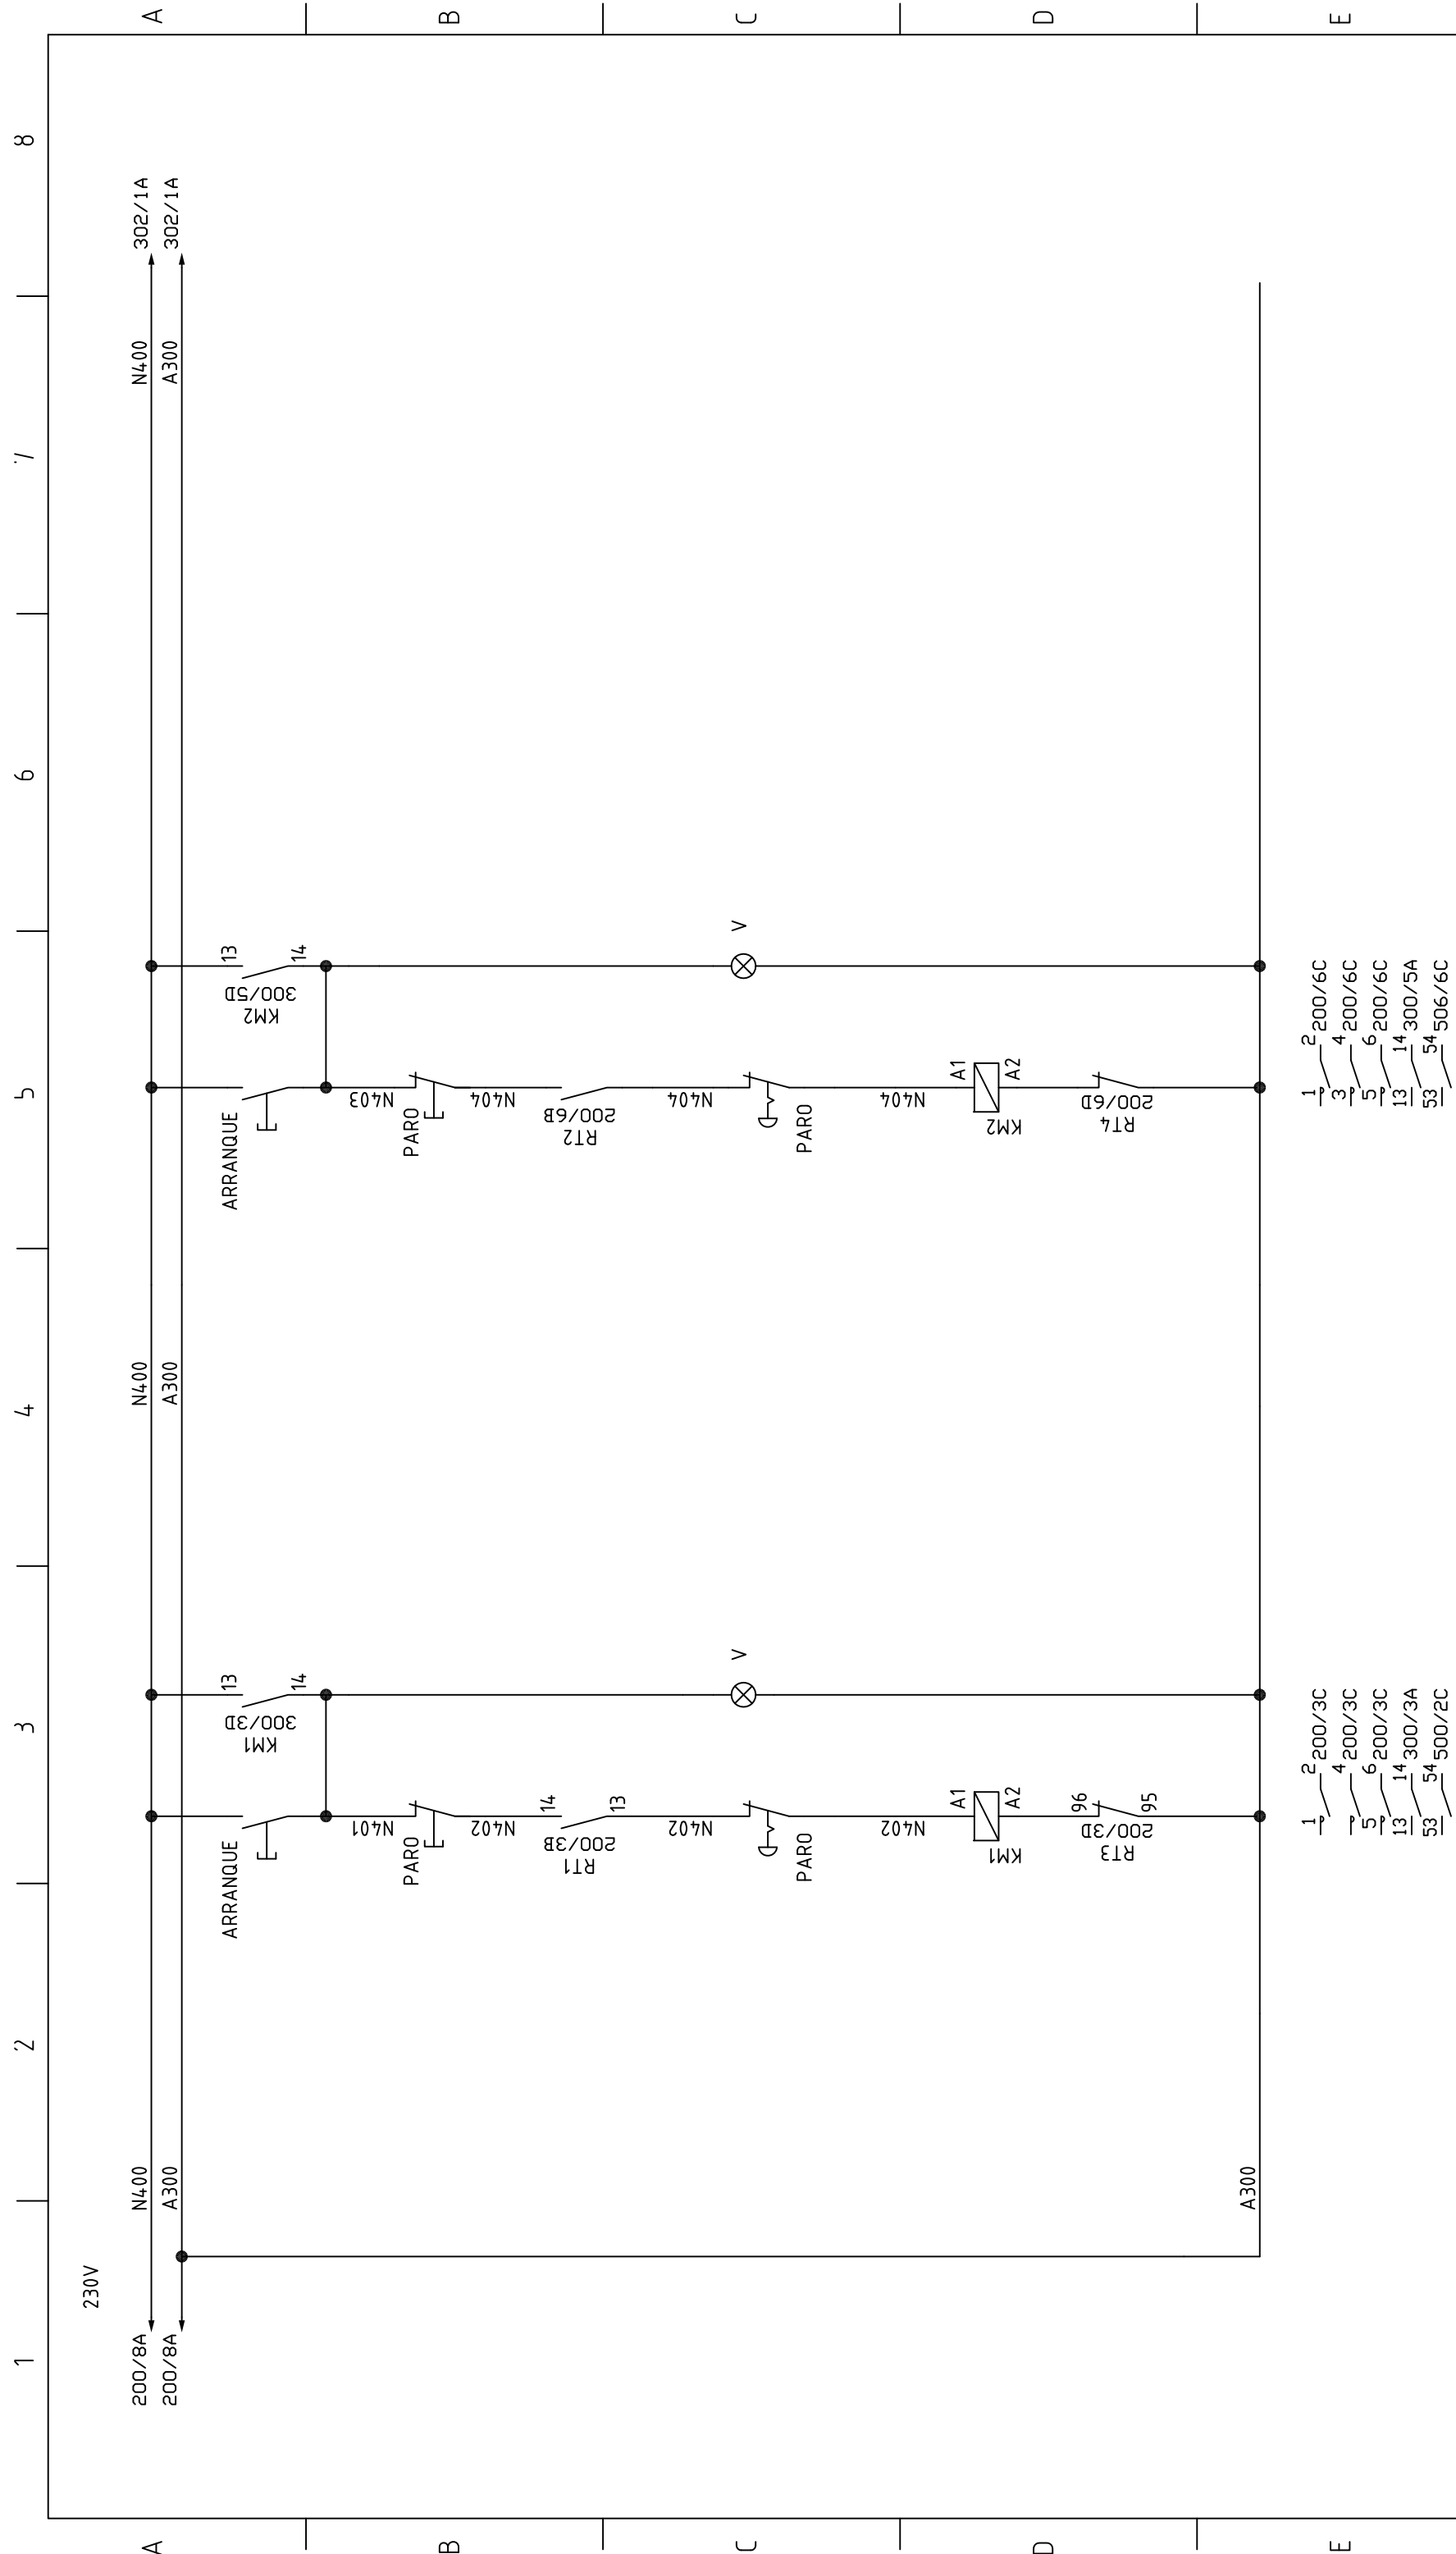 1 2 3 4 5 6 7 8
A A
B B
C C
D D
E E
230V
200/8A N400 N400 N400 302/1A
200/8A A300 A300 A300 302/1A
ARRANQUE
13
14
KM1
300/3D
N401
PARO
N402
14
13
RT1
200/3B
N402
PARO
V
N402
A1
A2
KM1
96
95
RT3
200/3D
ARRANQUE
13
14
KM2
300/5D
N403
PARO
N404
RT2
200/6B
N404
PARO
V
N404
A1
A2
KM2
RT4
200/6D
A300
1 2 200/3C
4 200/3C
5 6 200/3C
13 14 300/3A
53 54 500/2C
1 2 200/6C
3 4 200/6C
5 6 200/6C
13 14 300/5A
53 54 506/6C